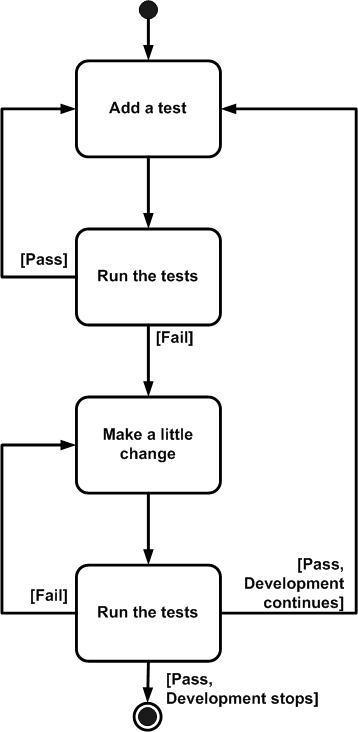 Add a test
[Pass]
Run the tests
[Fail]
Make a little
change
[Fail]
Run the tests
[Pass,
Development
continues]
[Pass,
Development stops]